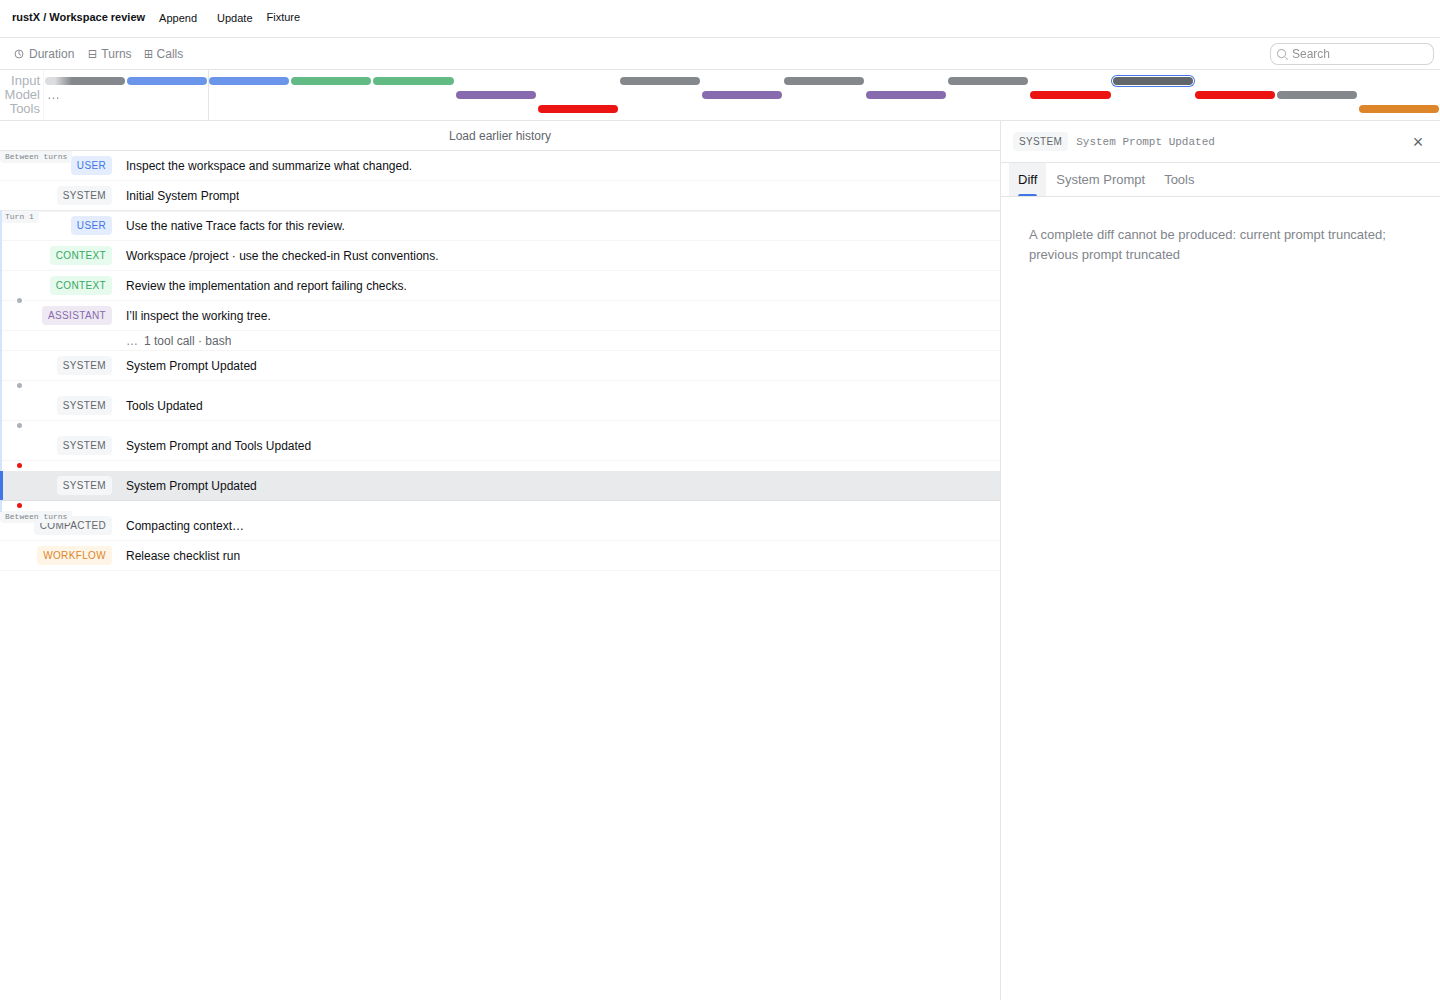 rustX / Workspace review Append Update Fixture
Duration Turns Calls Search
Input
Model …
Tools
Load earlier history
Between turns
USER Inspect the workspace and summarize what changed.
SYSTEM Initial System Prompt
Turn 1
USER Use the native Trace facts for this review.
CONTEXT Workspace /project · use the checked-in Rust conventions.
CONTEXT Review the implementation and report failing checks.
ASSISTANT I’ll inspect the working tree.
… 1 tool call · bash
SYSTEM System Prompt Updated
SYSTEM Tools Updated
SYSTEM System Prompt and Tools Updated
SYSTEM System Prompt Updated
Between turns
COMPACTED Compacting context…
WORKFLOW Release checklist run
SYSTEM System Prompt Updated ×
Diff System Prompt Tools
A complete diff cannot be produced: current prompt truncated;
previous prompt truncated